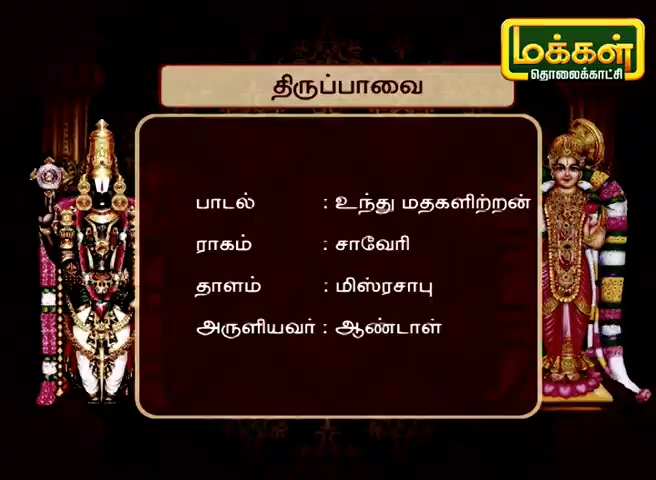 மக்கள்
தொலைக்காட்சி
திருப்பாவை
பாடல் : உந்து மதகளிற்றன்
ராகம் : சாவேரி
தாளம் : மிஸ்ரசாபு
அருளியவர் : ஆண்டாள்